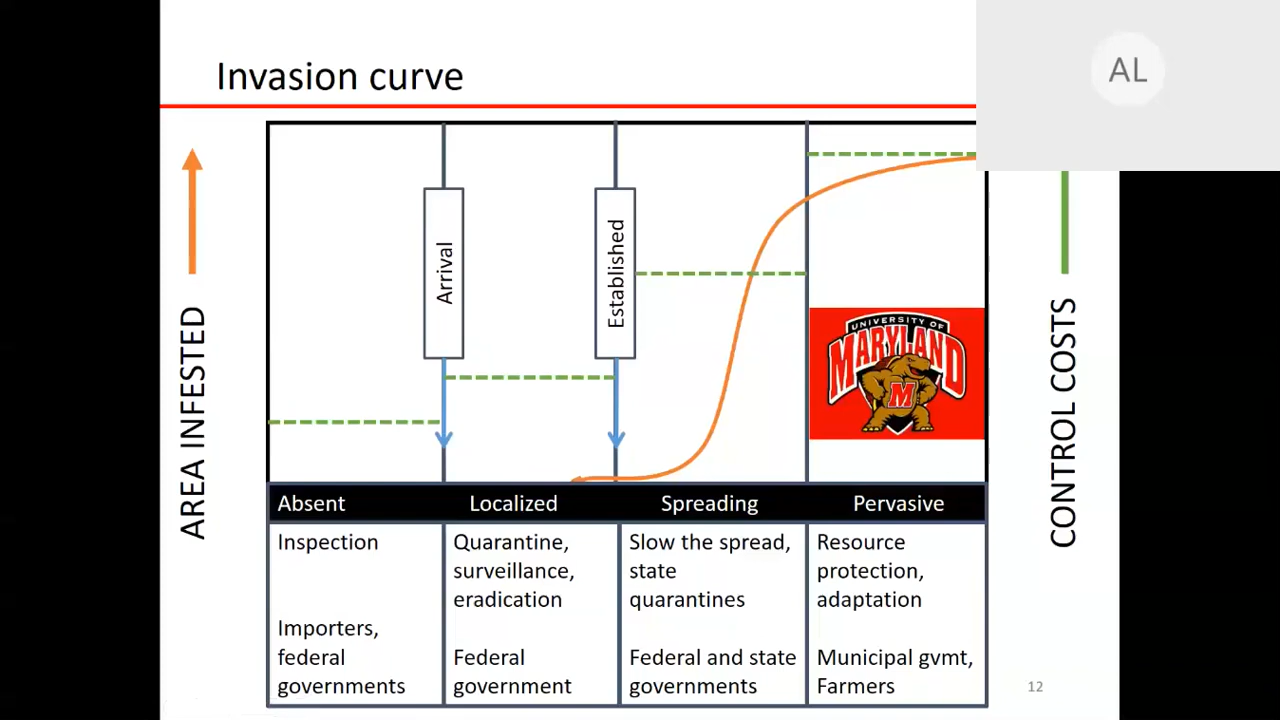 AL
Invasion curve
AREA INFESTED
Arrival
Established
CONTROL COSTS
UNIVERSITY OF
MARYLAND
M
Absent
Localized
Spreading
Pervasive
Inspection
Importers,
federal
governments
Quarantine,
surveillance,
eradication
Federal
government
Slow the spread,
state
quarantines
Federal and state
governments
Resource
protection,
adaptation
Municipal gvmt,
Farmers
12